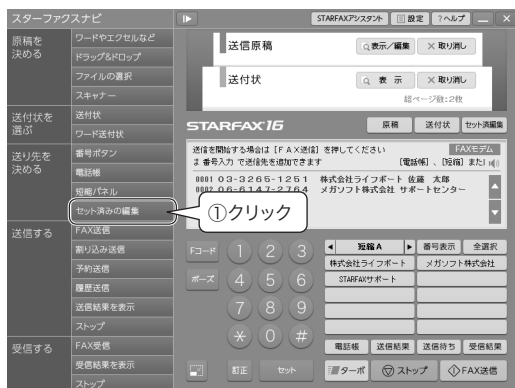 スターファクスナビ
STARFAXアシスタント
設定
?ヘルプ
原稿を
決める
ワードやエクセルなど
ドラッグ&ドロップ
ファイルの選択
スキャナー
送付状を
選ぶ
送付状
ワード送付状
送り先を
決める
番号ボタン
電話帳
短縮パネル
セット済みの編集
送信する
FAX送信
割り込み送信
予約送信
履歴送信
送信結果を表示
ストップ
受信する
FAX受信
受信結果を表示
ストップ
送信原稿
表示/編集
× 取り消し
送付状
表 示
× 取り消し
総ページ数:2枚
STARFAX'16
原稿
送付状
セット済編集
送信を開始する場合は[FAX送信]を押してください
FAXモデム
ま 番号入力 で送信先を追加できます
[電話帳]、[短縮] また
0001 03-3265-1251 株式会社ライフボート 佐藤 太郎
0002 06-6147-2764 メガソフト株式会社 サポートセンター
①クリック
Fコード
1
2
3
ポーズ
4
5
6
7
8
9
*
0
#
訂正
セット
短縮A
番号表示
全選択
株式会社ライフボート
メガソフト株式会社
STARFAXサポート
電話帳
送信結果
送信待ち
受信結果
ターボ
ストップ
FAX送信